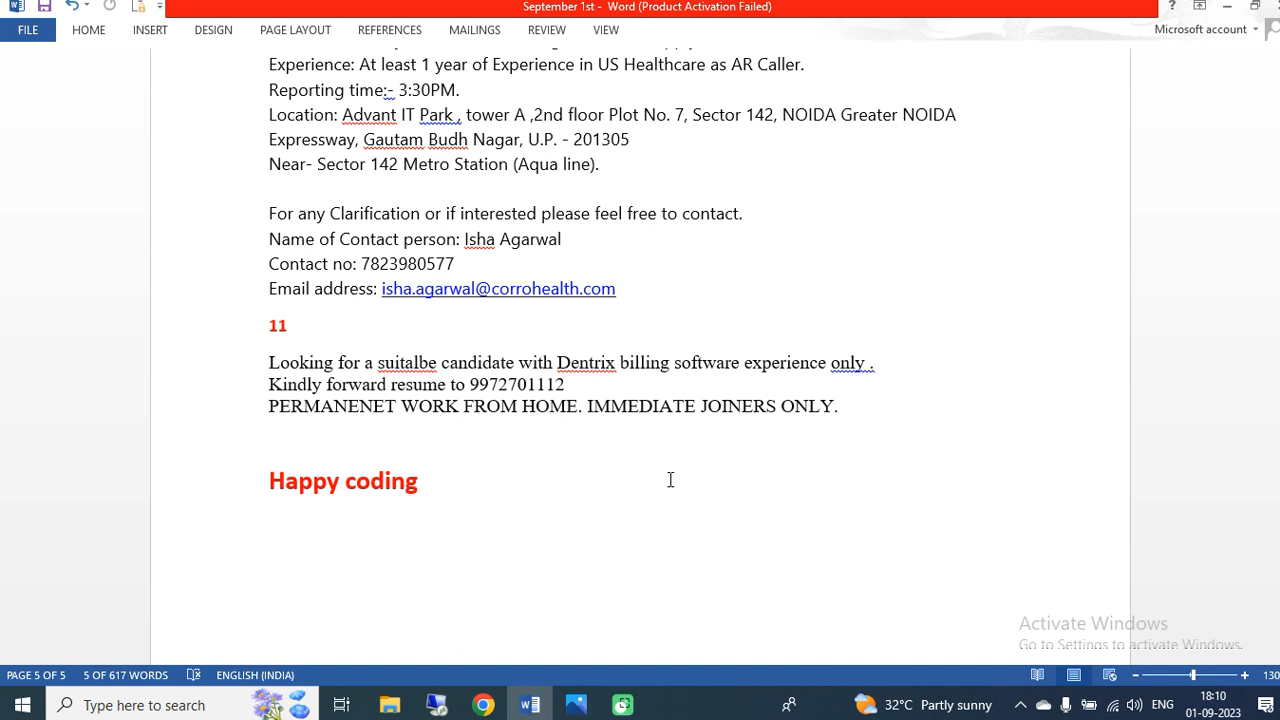 September 1st - Word (Product Activation Failed)
FILE HOME INSERT DESIGN PAGE LAYOUT REFERENCES MAILINGS REVIEW VIEW Microsoft account
Experience: At least 1 year of Experience in US Healthcare as AR Caller.
Reporting time:- 3:30PM.
Location: Advant IT Park , tower A ,2nd floor Plot No. 7, Sector 142, NOIDA Greater NOIDA
Expressway, Gautam Budh Nagar, U.P. - 201305
Near- Sector 142 Metro Station (Aqua line).
For any Clarification or if interested please feel free to contact.
Name of Contact person: Isha Agarwal
Contact no: 7823980577
Email address: isha.agarwal@corrohealth.com
11
Looking for a suitalbe candidate with Dentrix billing software experience only .
Kindly forward resume to 9972701112
PERMANENET WORK FROM HOME. IMMEDIATE JOINERS ONLY.
Happy coding
Activate Windows
Go to Settings to activate Windows.
PAGE 5 OF 5 5 OF 617 WORDS ENGLISH (INDIA) 130
Type here to search 32°C Partly sunny ENG 18:10
01-09-2023